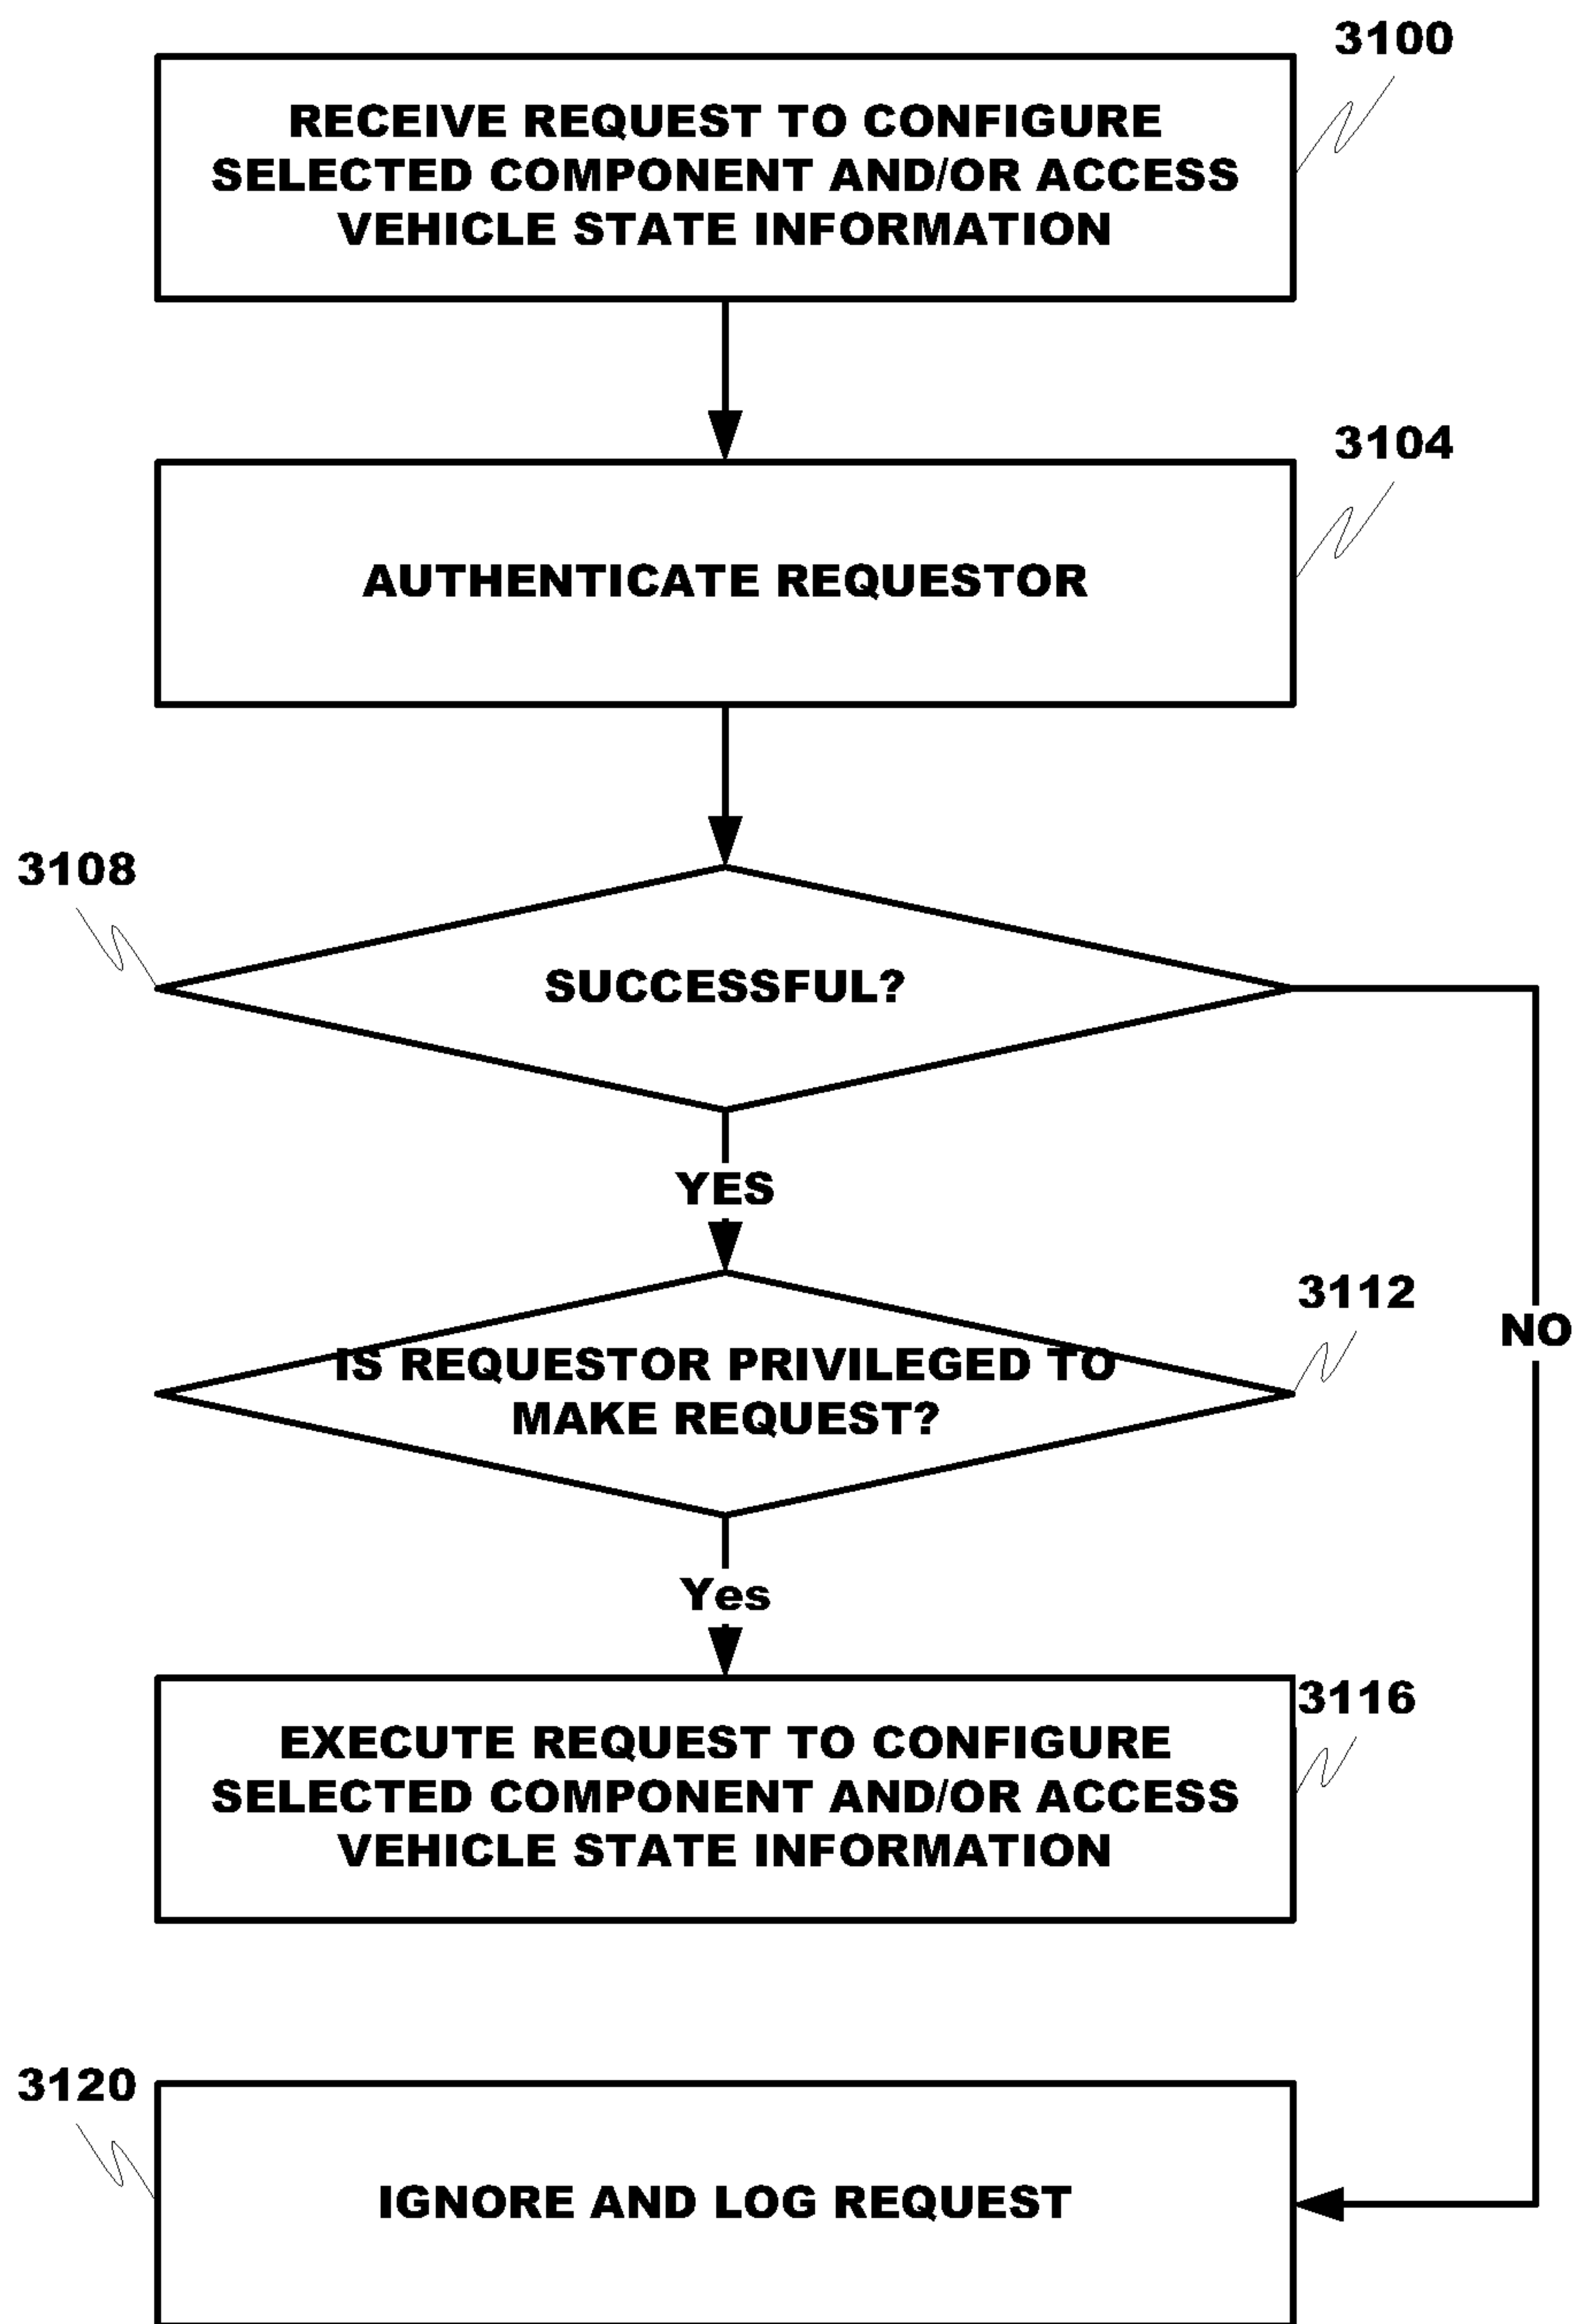 3100
RECEIVE REQUEST TO CONFIGURE
SELECTED COMPONENT AND/OR ACCESS
VEHICLE STATE INFORMATION
3104
AUTHENTICATE REQUESTOR
3108
SUCCESSFUL?
YES
3112
NO
IS REQUESTOR PRIVILEGED TO
MAKE REQUEST?
Yes
3116
EXECUTE REQUEST TO CONFIGURE
SELECTED COMPONENT AND/OR ACCESS
VEHICLE STATE INFORMATION
3120
IGNORE AND LOG REQUEST